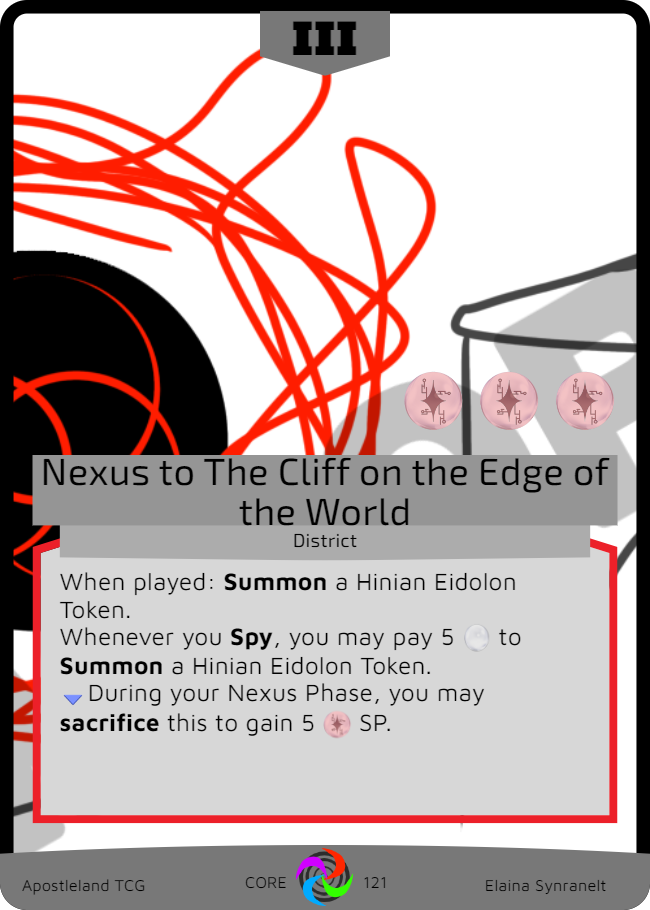 III
Nexus to The Cliff on the Edge of
the World
District
When played: Summon a Hinian Eidolon
Token.
Whenever you Spy, you may pay 5 to
Summon a Hinian Eidolon Token.
During your Nexus Phase, you may
sacrifice this to gain 5 SP.
Apostleland TCG
CORE 121
Elaina Synranelt